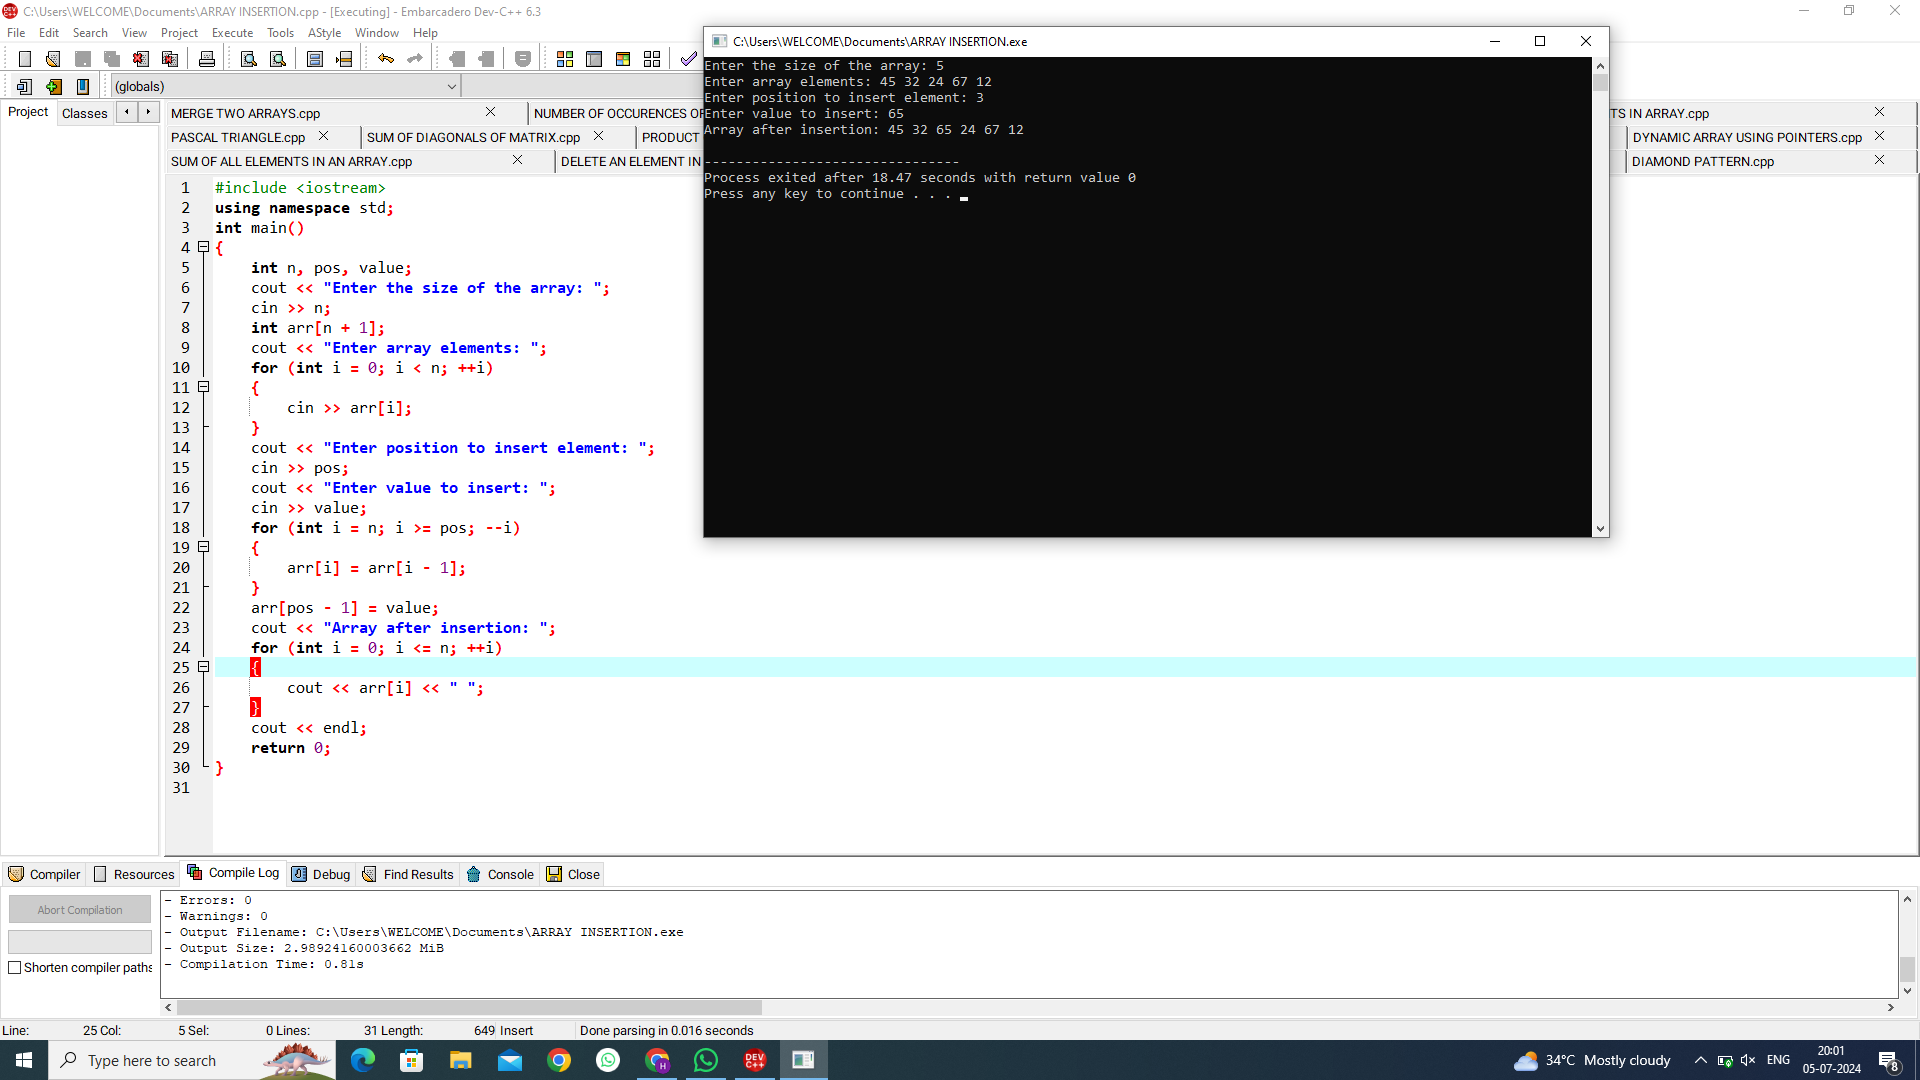 C:\Users\WELCOME\Documents\ARRAY INSERTION.cpp - [Executing] - Embarcadero Dev-C++ 6.3
File Edit Search View Project Execute Tools AStyle Window Help
(globals)
Project Classes
MERGE TWO ARRAYS.cpp NUMBER OF OCCURENCES OF TS IN ARRAY.cpp
PASCAL TRIANGLE.cpp SUM OF DIAGONALS OF MATRIX.cpp PRODUCT DYNAMIC ARRAY USING POINTERS.cpp
SUM OF ALL ELEMENTS IN AN ARRAY.cpp DELETE AN ELEMENT IN DIAMOND PATTERN.cpp
1 #include <iostream>
2 using namespace std;
3 int main()
4 {
5 int n, pos, value;
6 cout << "Enter the size of the array: ";
7 cin >> n;
8 int arr[n + 1];
9 cout << "Enter array elements: ";
10 for (int i = 0; i < n; ++i)
11 {
12 cin >> arr[i];
13 }
14 cout << "Enter position to insert element: ";
15 cin >> pos;
16 cout << "Enter value to insert: ";
17 cin >> value;
18 for (int i = n; i >= pos; --i)
19 {
20 arr[i] = arr[i - 1];
21 }
22 arr[pos - 1] = value;
23 cout << "Array after insertion: ";
24 for (int i = 0; i <= n; ++i)
25 {
26 cout << arr[i] << " ";
27 }
28 cout << endl;
29 return 0;
30 }
31
C:\Users\WELCOME\Documents\ARRAY INSERTION.exe
Enter the size of the array: 5
Enter array elements: 45 32 24 67 12
Enter position to insert element: 3
Enter value to insert: 65
Array after insertion: 45 32 65 24 67 12
--------------------------------
Process exited after 18.47 seconds with return value 0
Press any key to continue . . .
Compiler Resources Compile Log Debug Find Results Console Close
Abort Compilation
Shorten compiler paths
- Errors: 0
- Warnings: 0
- Output Filename: C:\Users\WELCOME\Documents\ARRAY INSERTION.exe
- Output Size: 2.98924160003662 MiB
- Compilation Time: 0.81s
Line: 25 Col: 5 Sel: 0 Lines: 31 Length: 649 Insert Done parsing in 0.016 seconds
Type here to search
DEV C++
H
34°C Mostly cloudy
ENG
20:01
05-07-2024
8